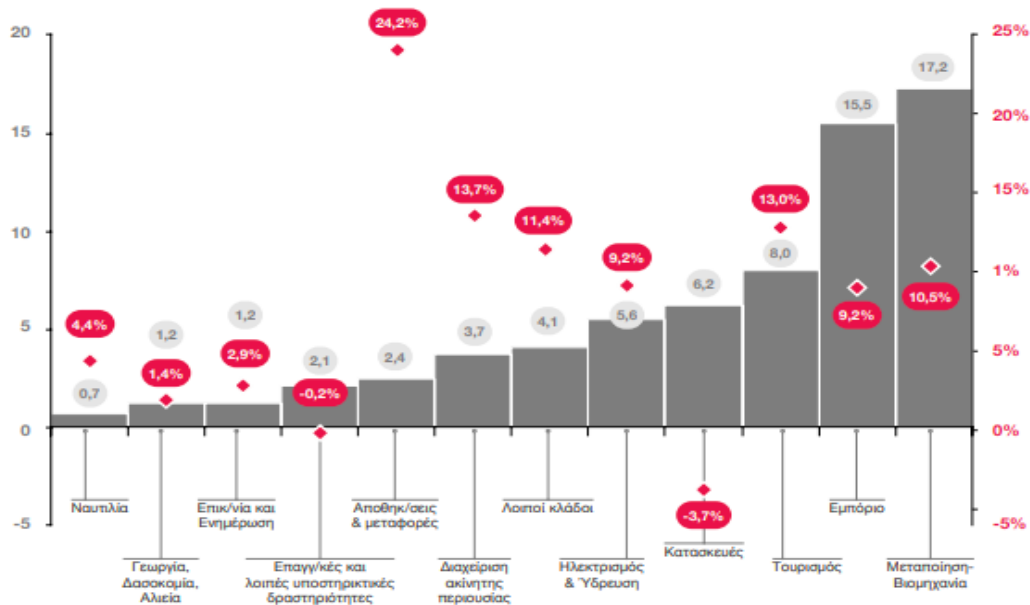 24,2%
20
25%
17,2
15,5
20%
15
13,7%
13,0%
15%
11,4%
10
9,2%
8,0
1%
6,2
10,5%
9,2%
5,6
4,4%
1,2
1,2
3,7
4,1
5
5%
2,9%
2,1
2,4
1,4%
-0,2%
0,7
0
0%
Ναυτιλία
Επικ/νία και
Ενημέρωση
Αποθηκ/σεις
& μεταφορές
Λοιποί κλάδοι
-3,7%
Εμπόριο
-5
-5%
Κατασκευές
Γεωργία,
Δασοκομία,
Αλιεία
Επαγγ/κές και
λοιπές υποστηρικτικές
δραστηριότητες
Διαχείριση
ακίνητης
περιουσίας
Ηλεκτρισμός
& Ύδρευση
Τουρισμός
Μεταποίηση-
Βιομηχανία